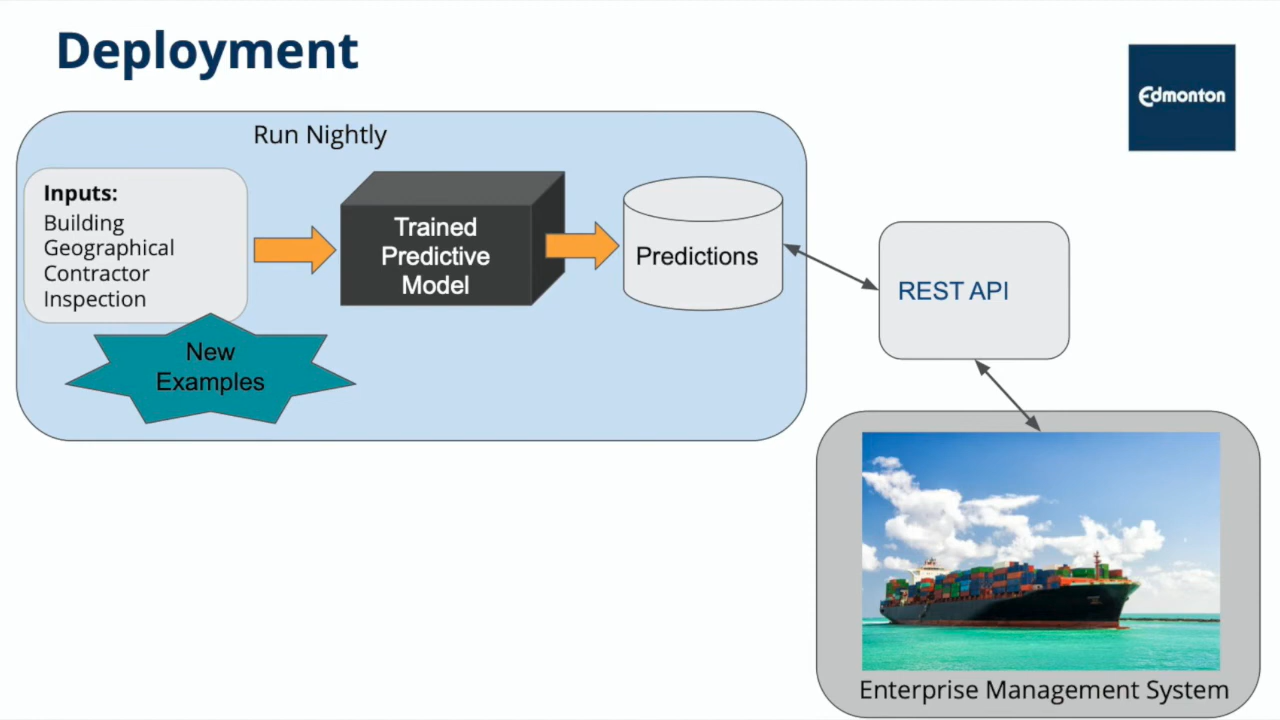 Deployment
Edmonton
Run Nightly
Inputs:
Building
Geographical
Contractor
Inspection
Trained
Predictive
Model
Predictions
New
Examples
REST API
Enterprise Management System